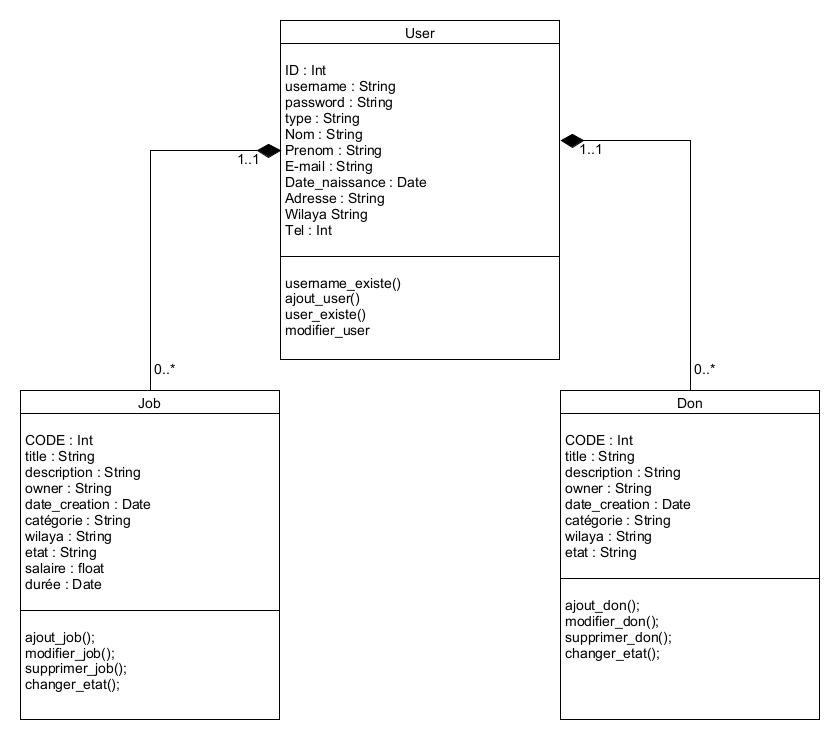 User
ID : Int
username : String
password : String
type : String
Nom : String
Prenom : String
E-mail : String
Date_naissance : Date
Adresse : String
Wilaya String
Tel : Int
username_existe()
ajout_user()
user_existe()
modifier_user
1..1
1..1
0..*
0..*
Job
CODE : Int
title : String
description : String
owner : String
date_creation : Date
catégorie : String
wilaya : String
etat : String
salaire : float
durée : Date
ajout_job();
modifier_job();
supprimer_job();
changer_etat();
Don
CODE : Int
title : String
description : String
owner : String
date_creation : Date
catégorie : String
wilaya : String
etat : String
ajout_don();
modifier_don();
supprimer_don();
changer_etat();